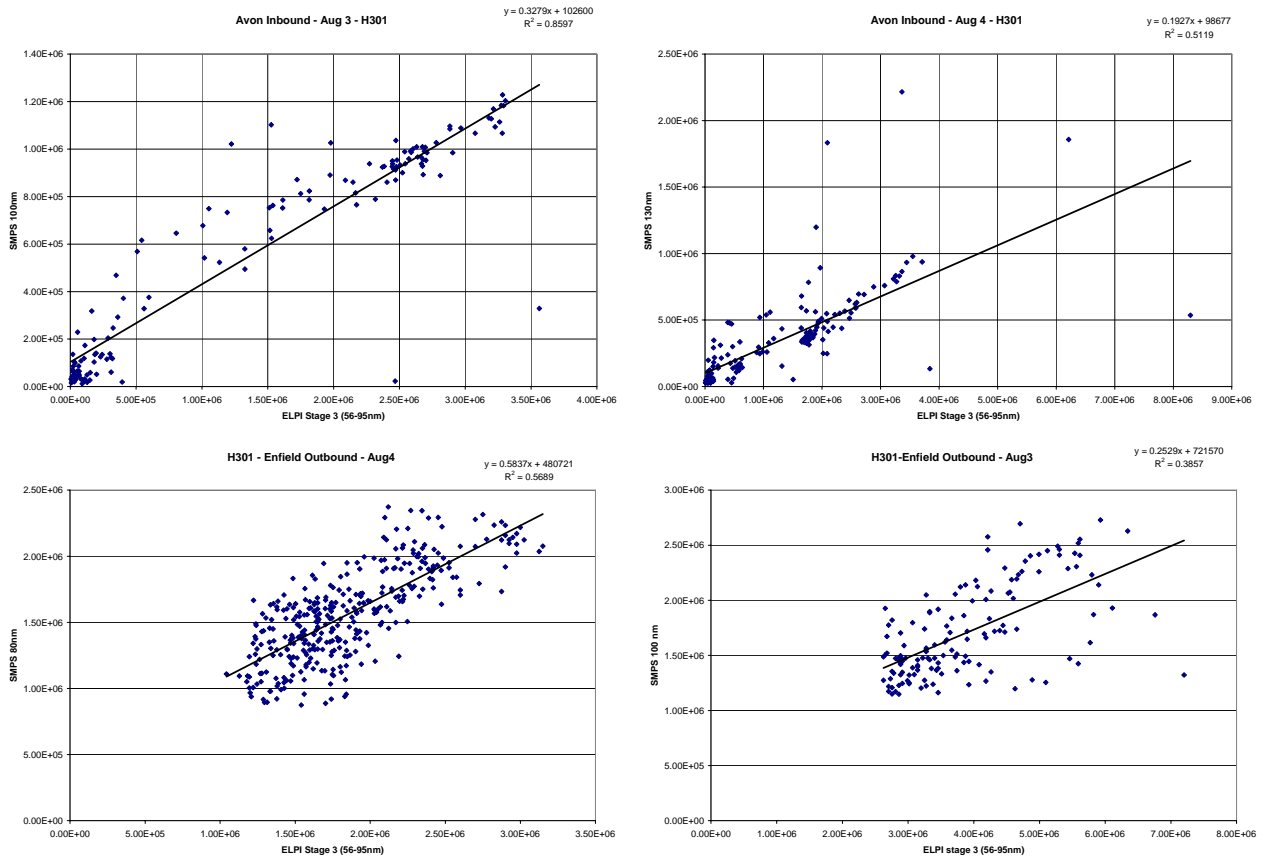 Avon Inbound - Aug 3 - H301
y = 0.3279x + 102600
R² = 0.8597
1.40E+06
1.20E+06
1.00E+06
8.00E+05
6.00E+05
4.00E+05
2.00E+05
0.00E+00
SMPS 100nm
0.00E+00 5.00E+05 1.00E+06 1.50E+06 2.00E+06 2.50E+06 3.00E+06 3.50E+06 4.00E+06
ELPI Stage 3 (56-95nm)
Avon Inbound - Aug 4 - H301
y = 0.1927x + 98677
R² = 0.5119
2.50E+06
2.00E+06
1.50E+06
1.00E+06
5.00E+05
0.00E+00
SMPS 130nm
0.00E+00 1.00E+06 2.00E+06 3.00E+06 4.00E+06 5.00E+06 6.00E+06 7.00E+06 8.00E+06 9.00E+06
ELPI Stage 3 (56-95nm)
H301 - Enfield Outbound - Aug4
y = 0.5837x + 480721
R² = 0.5689
2.50E+06
2.00E+06
1.50E+06
1.00E+06
5.00E+05
0.00E+00
SMPS 80nm
0.00E+00 5.00E+05 1.00E+06 1.50E+06 2.00E+06 2.50E+06 3.00E+06 3.50E+06
ELPI Stage 3 (56-95nm)
H301-Enfield Outbound - Aug3
y = 0.2529x + 721570
R² = 0.3857
3.00E+06
2.50E+06
2.00E+06
1.50E+06
1.00E+06
5.00E+05
0.00E+00
SMPS 100 nm
0.00E+00 1.00E+06 2.00E+06 3.00E+06 4.00E+06 5.00E+06 6.00E+06 7.00E+06 8.00E+06
ELPI stage 3 (56-95nm)